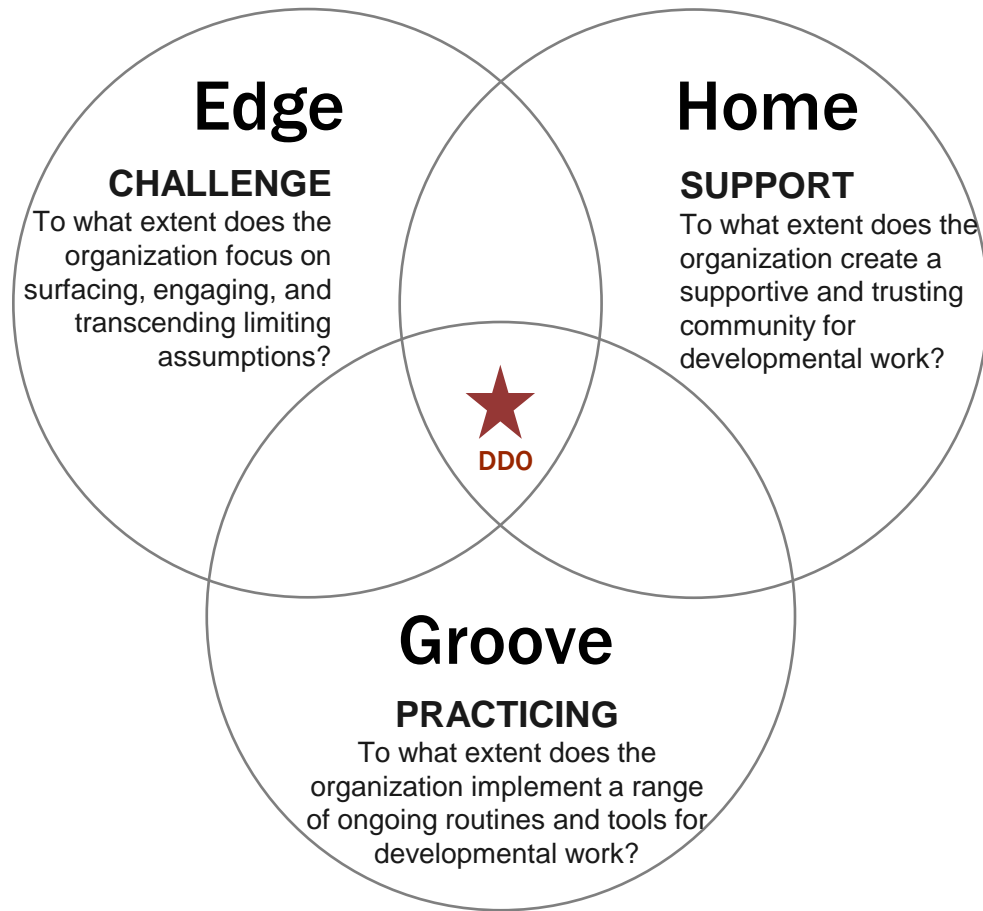 Edge
CHALLENGE
To what extent does the
organization focus on
surfacing, engaging, and
transcending limiting
assumptions?
Home
SUPPORT
To what extent does the
organization create a
supportive and trusting
community for
developmental work?
DDO
Groove
PRACTICING
To what extent does the
organization implement a range
of ongoing routines and tools for
developmental work?